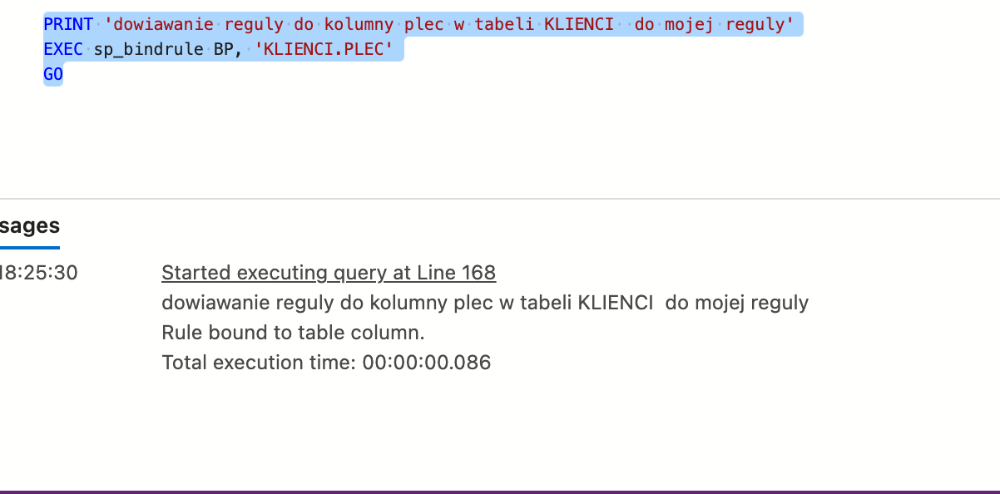 PRINT 'dowiawanie reguly do kolumny plec w tabeli KLIENCI  do mojej reguly'
EXEC sp_bindrule BP, 'KLIENCI.PLEC'
GO
sages
18:25:30 Started executing query at Line 168
dowiawanie reguly do kolumny plec w tabeli KLIENCI  do mojej reguly
Rule bound to table column.
Total execution time: 00:00:00.086